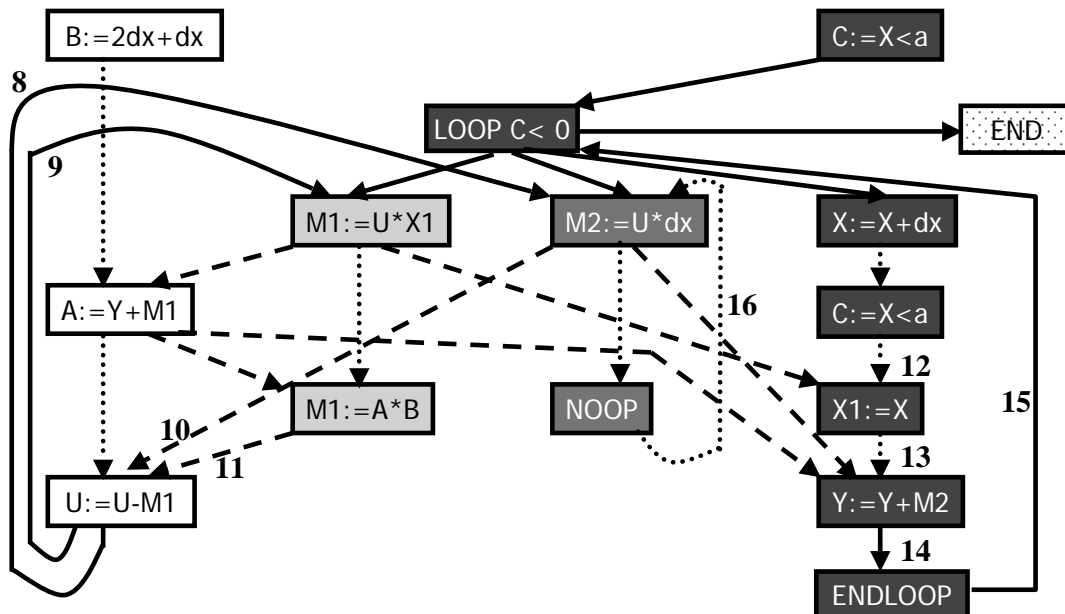 B:=2dx+dx
C:=X<a
8
LOOP C< 0
END
9
M1:=U*X1
M2:=U*dx
X:=X+dx
A:=Y+M1
16
C:=X<a
12
M1:=A*B
NOOP
X1:=X
15
10
11
13
U:=U-M1
Y:=Y+M2
14
ENDLOOP